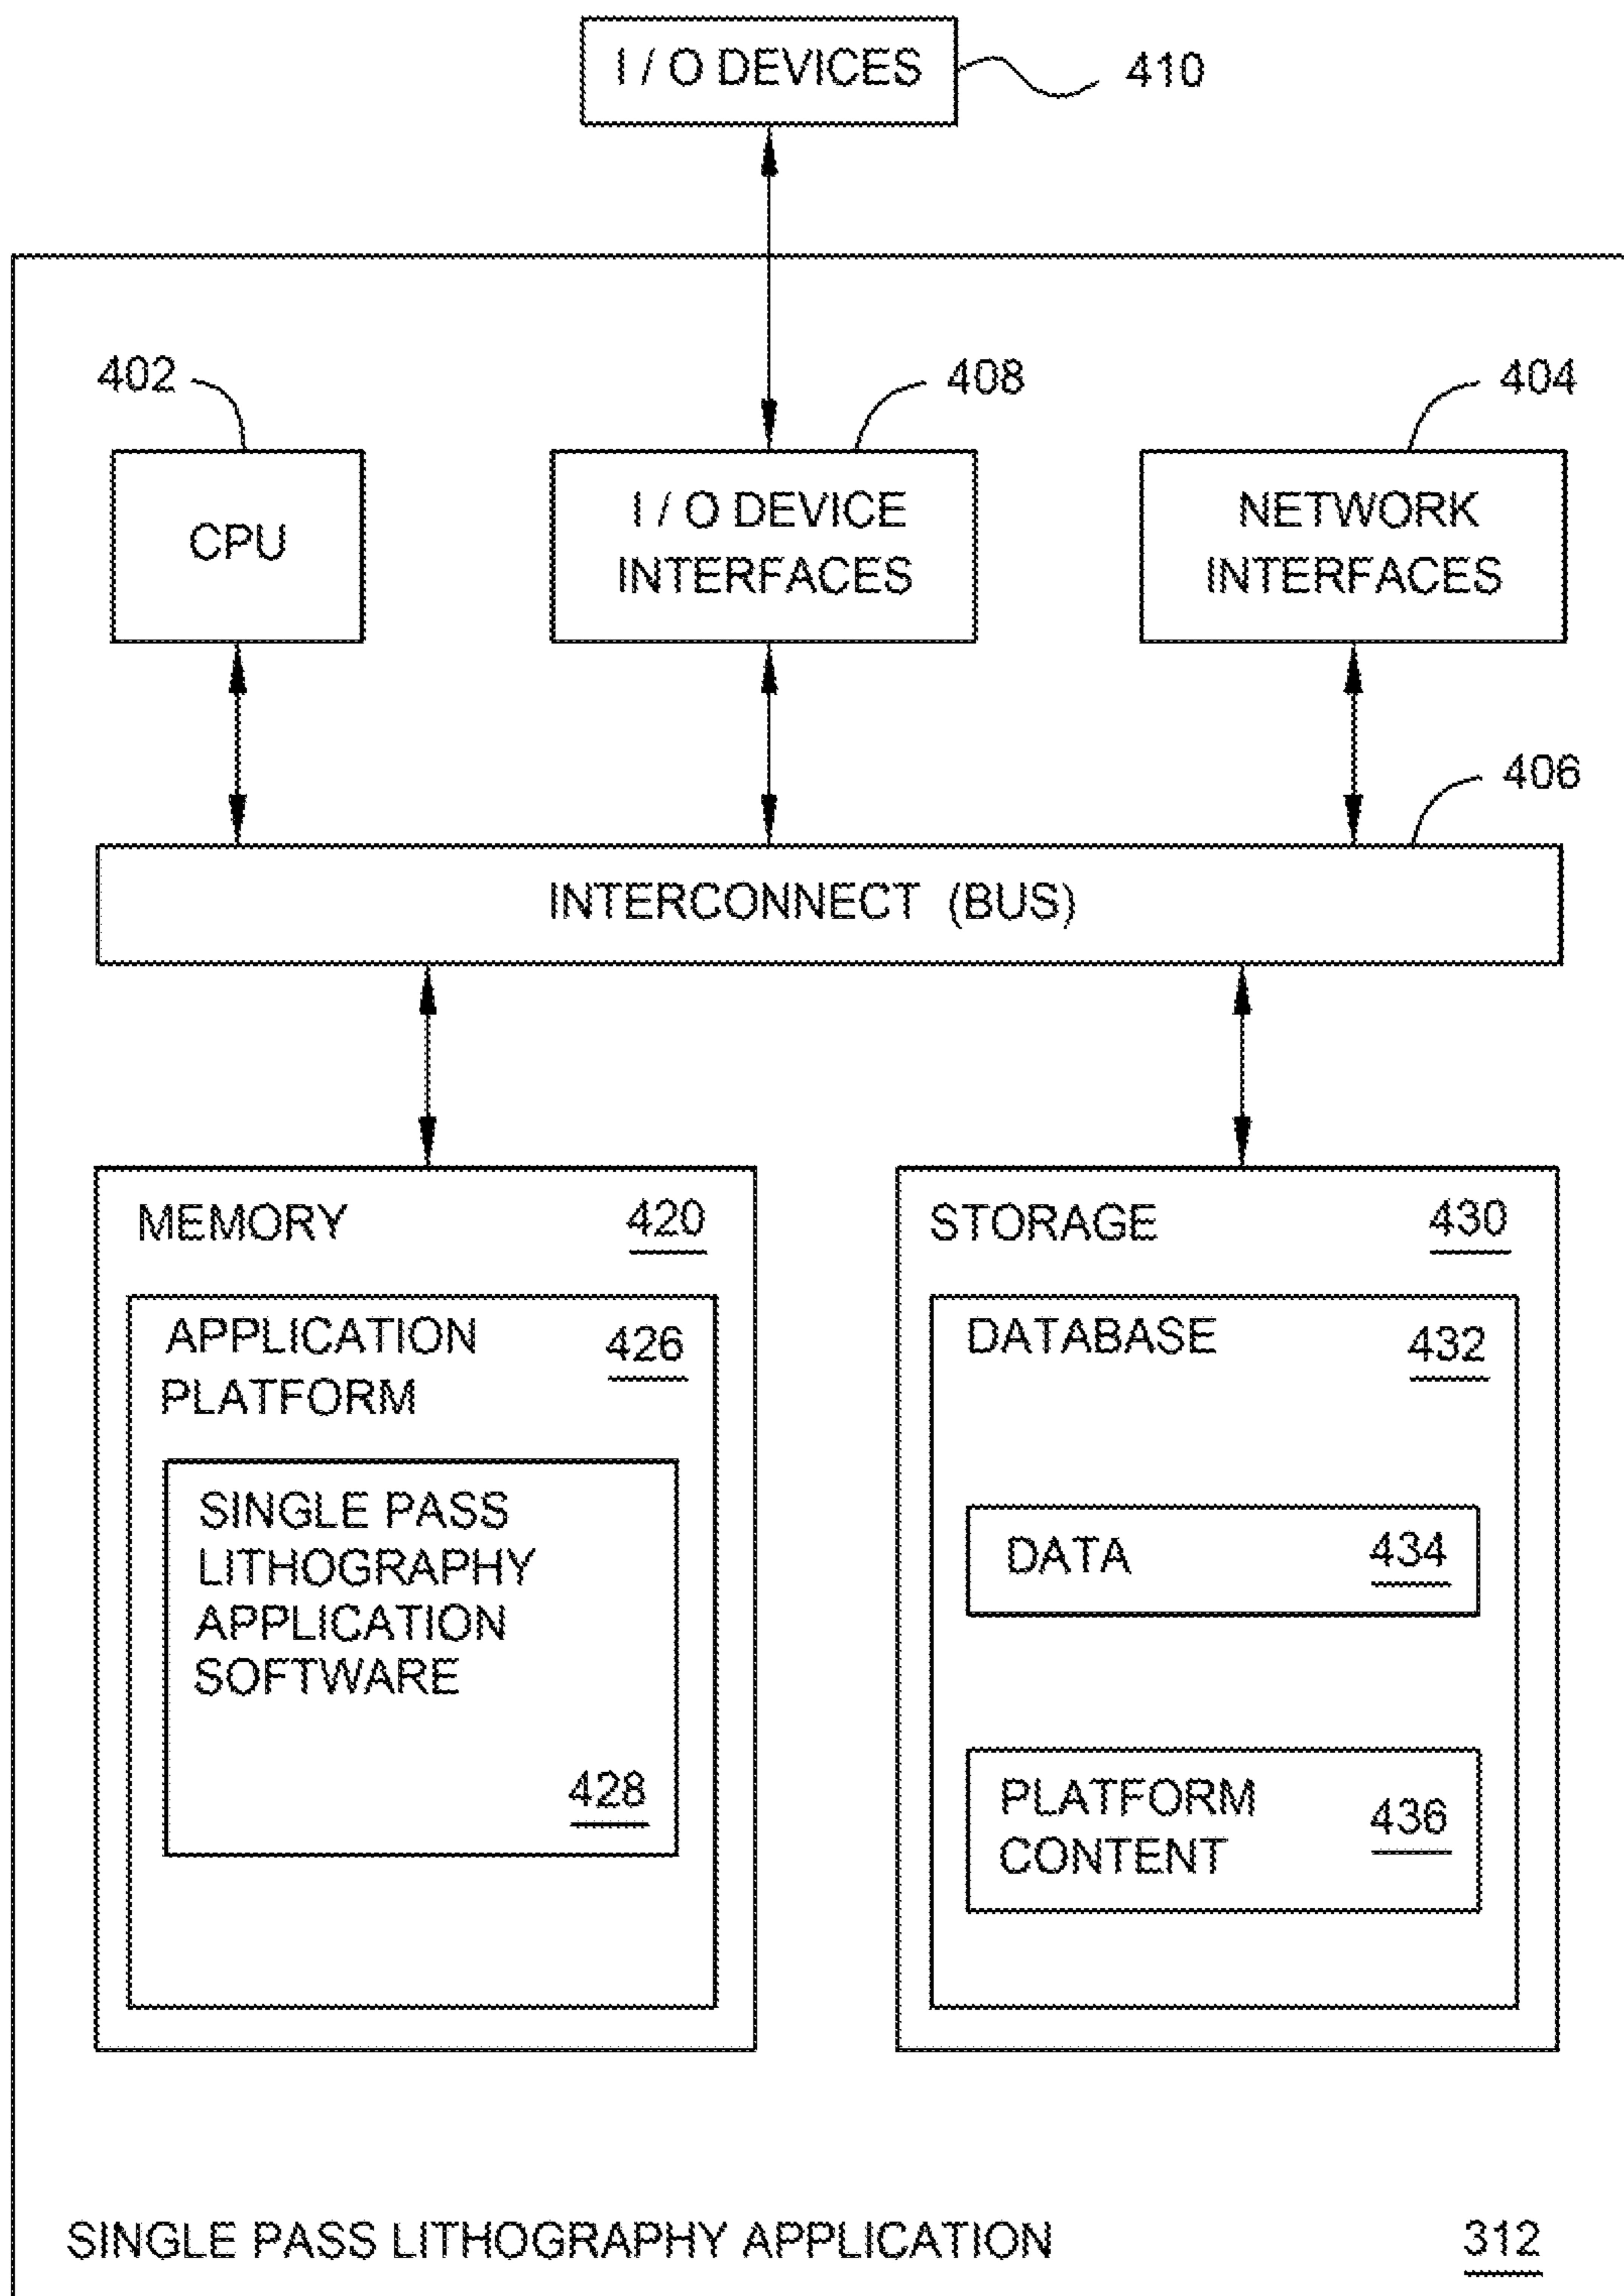 I / O DEVICES 410
402 408 404
CPU
I / O DEVICE
INTERFACES
NETWORK
INTERFACES
406
INTERCONNECT (BUS)
MEMORY 420
APPLICATION 426
PLATFORM
SINGLE PASS
LITHOGRAPHY
APPLICATION
SOFTWARE
428
STORAGE 430
DATABASE 432
DATA 434
PLATFORM 436
CONTENT
SINGLE PASS LITHOGRAPHY APPLICATION 312